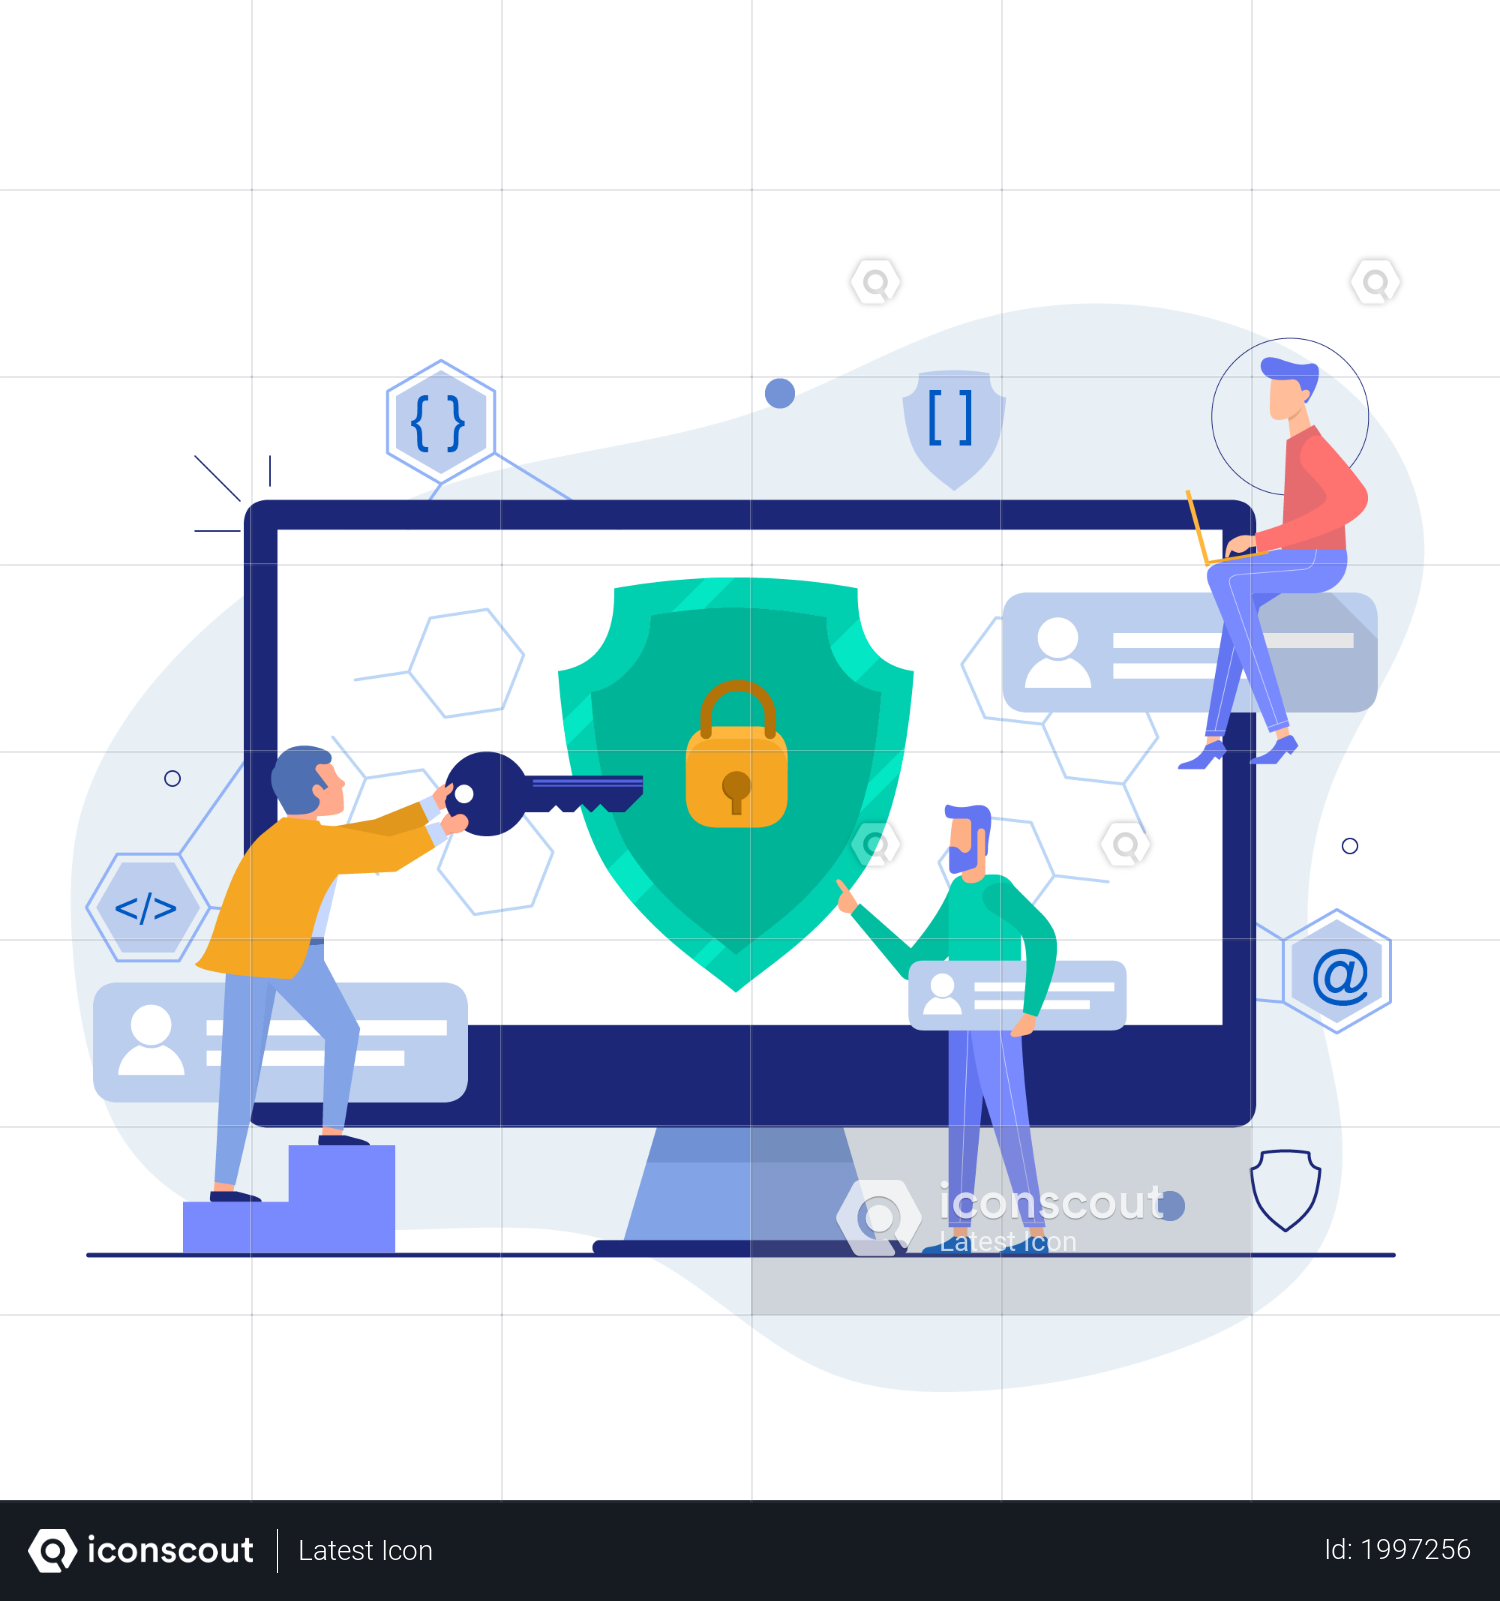 { }
[ ]
</>
@
iconscout
Latest Icon
iconscout
Latest Icon
Id: 1997256